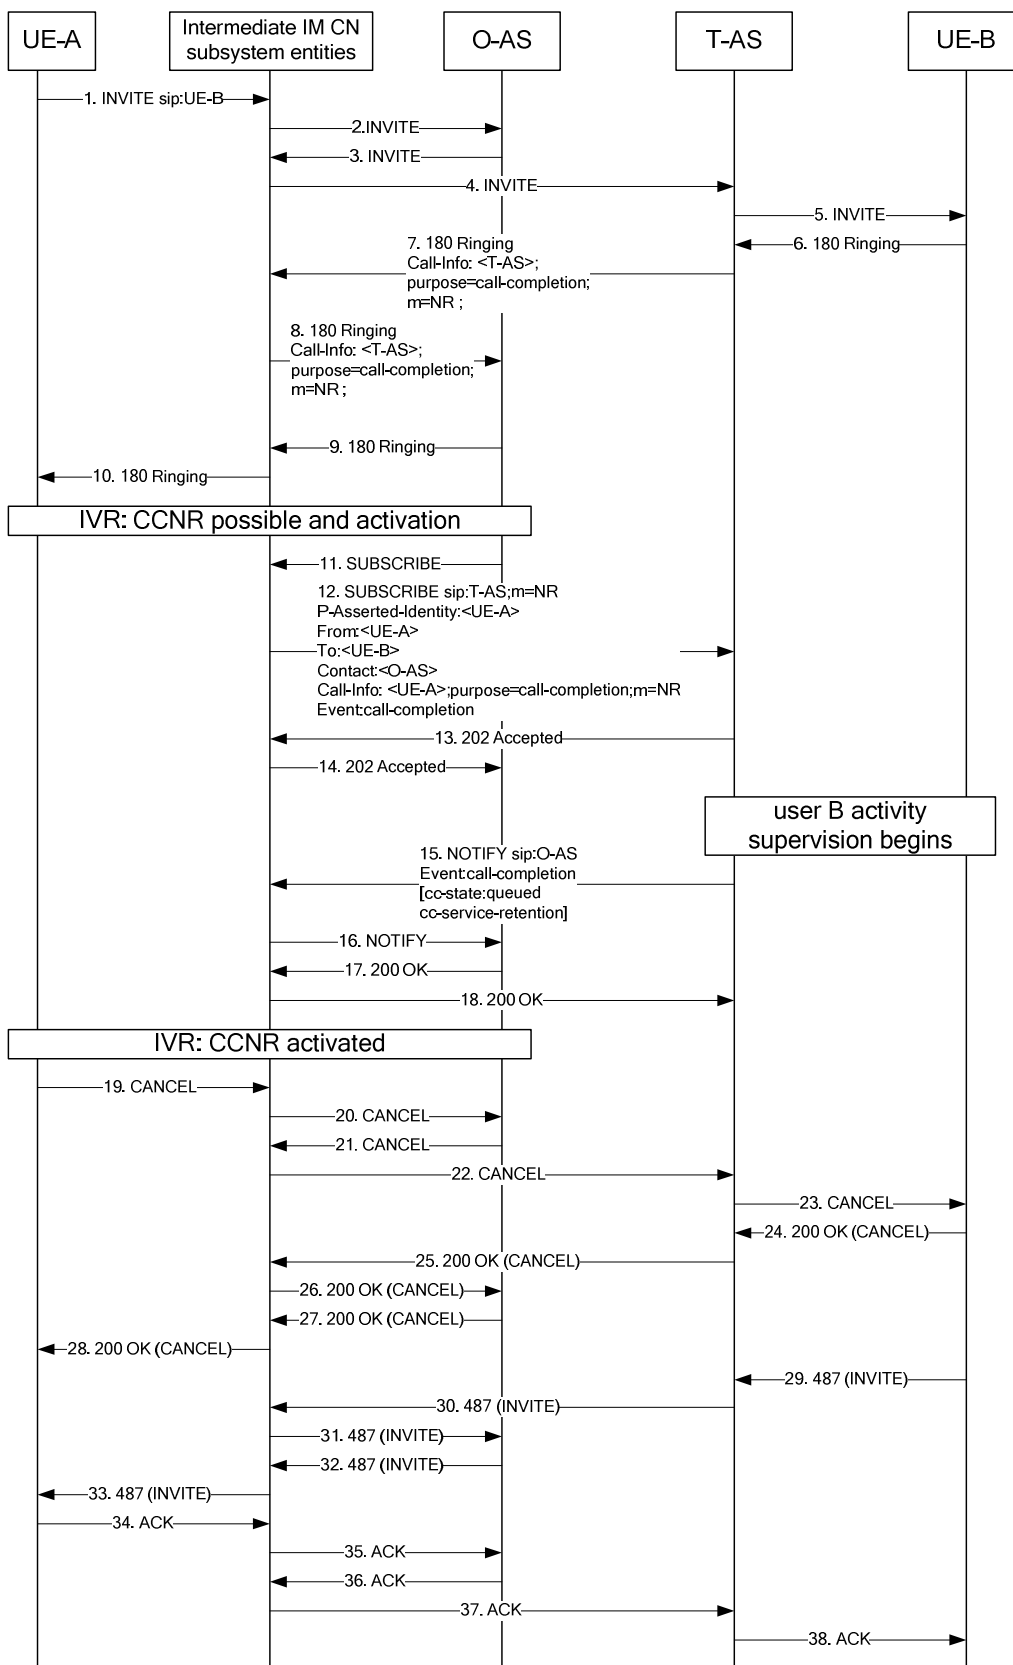 UE-A
Intermediate IM CN
subsystem entities
O-AS
T-AS
UE-B
1. INVITE sip:UE-B
2.INVITE
3. INVITE
4. INVITE
5. INVITE
6. 180 Ringing
7. 180 Ringing
Call-Info: <T-AS>;
purpose=call-completion;
m=NR ;
8. 180 Ringing
Call-Info: <T-AS>;
purpose=call-completion;
m=NR ;
9. 180 Ringing
10. 180 Ringing
IVR: CCNR possible and activation
11. SUBSCRIBE
12. SUBSCRIBE sip:T-AS;m=NR
P-Asserted-Identity:<UE-A>
From:<UE-A>
To:<UE-B>
Contact:<O-AS>
Call-Info: <UE-A>;purpose=call-completion;m=NR
Event:call-completion
13. 202 Accepted
14. 202 Accepted
user B activity
supervision begins
15. NOTIFY sip:O-AS
Event:call-completion
[cc-state:queued
cc-service-retention]
16. NOTIFY
17. 200 OK
18. 200 OK
IVR: CCNR activated
19. CANCEL
20. CANCEL
21. CANCEL
22. CANCEL
23. CANCEL
24. 200 OK (CANCEL)
25. 200 OK (CANCEL)
26. 200 OK (CANCEL)
27. 200 OK (CANCEL)
28. 200 OK (CANCEL)
29. 487 (INVITE)
30. 487 (INVITE)
31. 487 (INVITE)
32. 487 (INVITE)
33. 487 (INVITE)
34. ACK
35. ACK
36. ACK
37. ACK
38. ACK